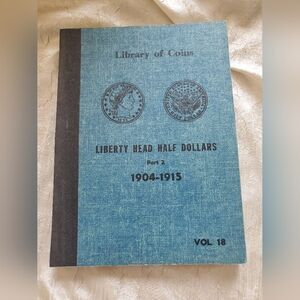 Library of Coins
LIBERTY HEAD HALF DOLLARS
Part 2
1904-1915
VOL. 18